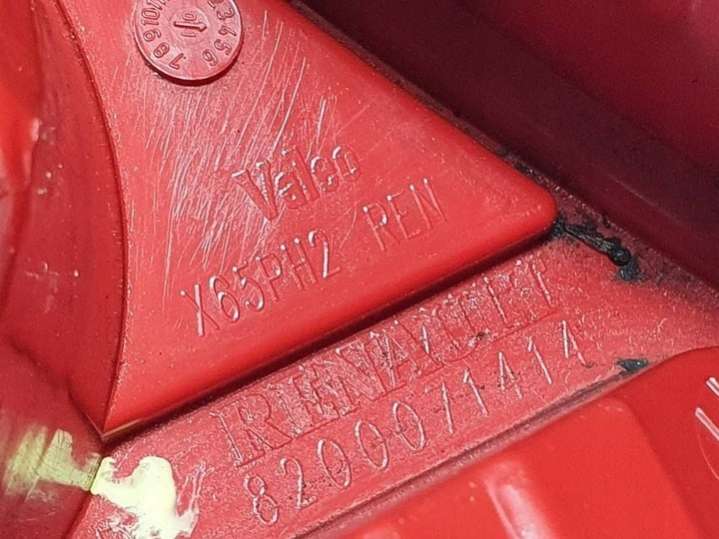 Valeo
X65PH2 REN
RENAULT
8200071414